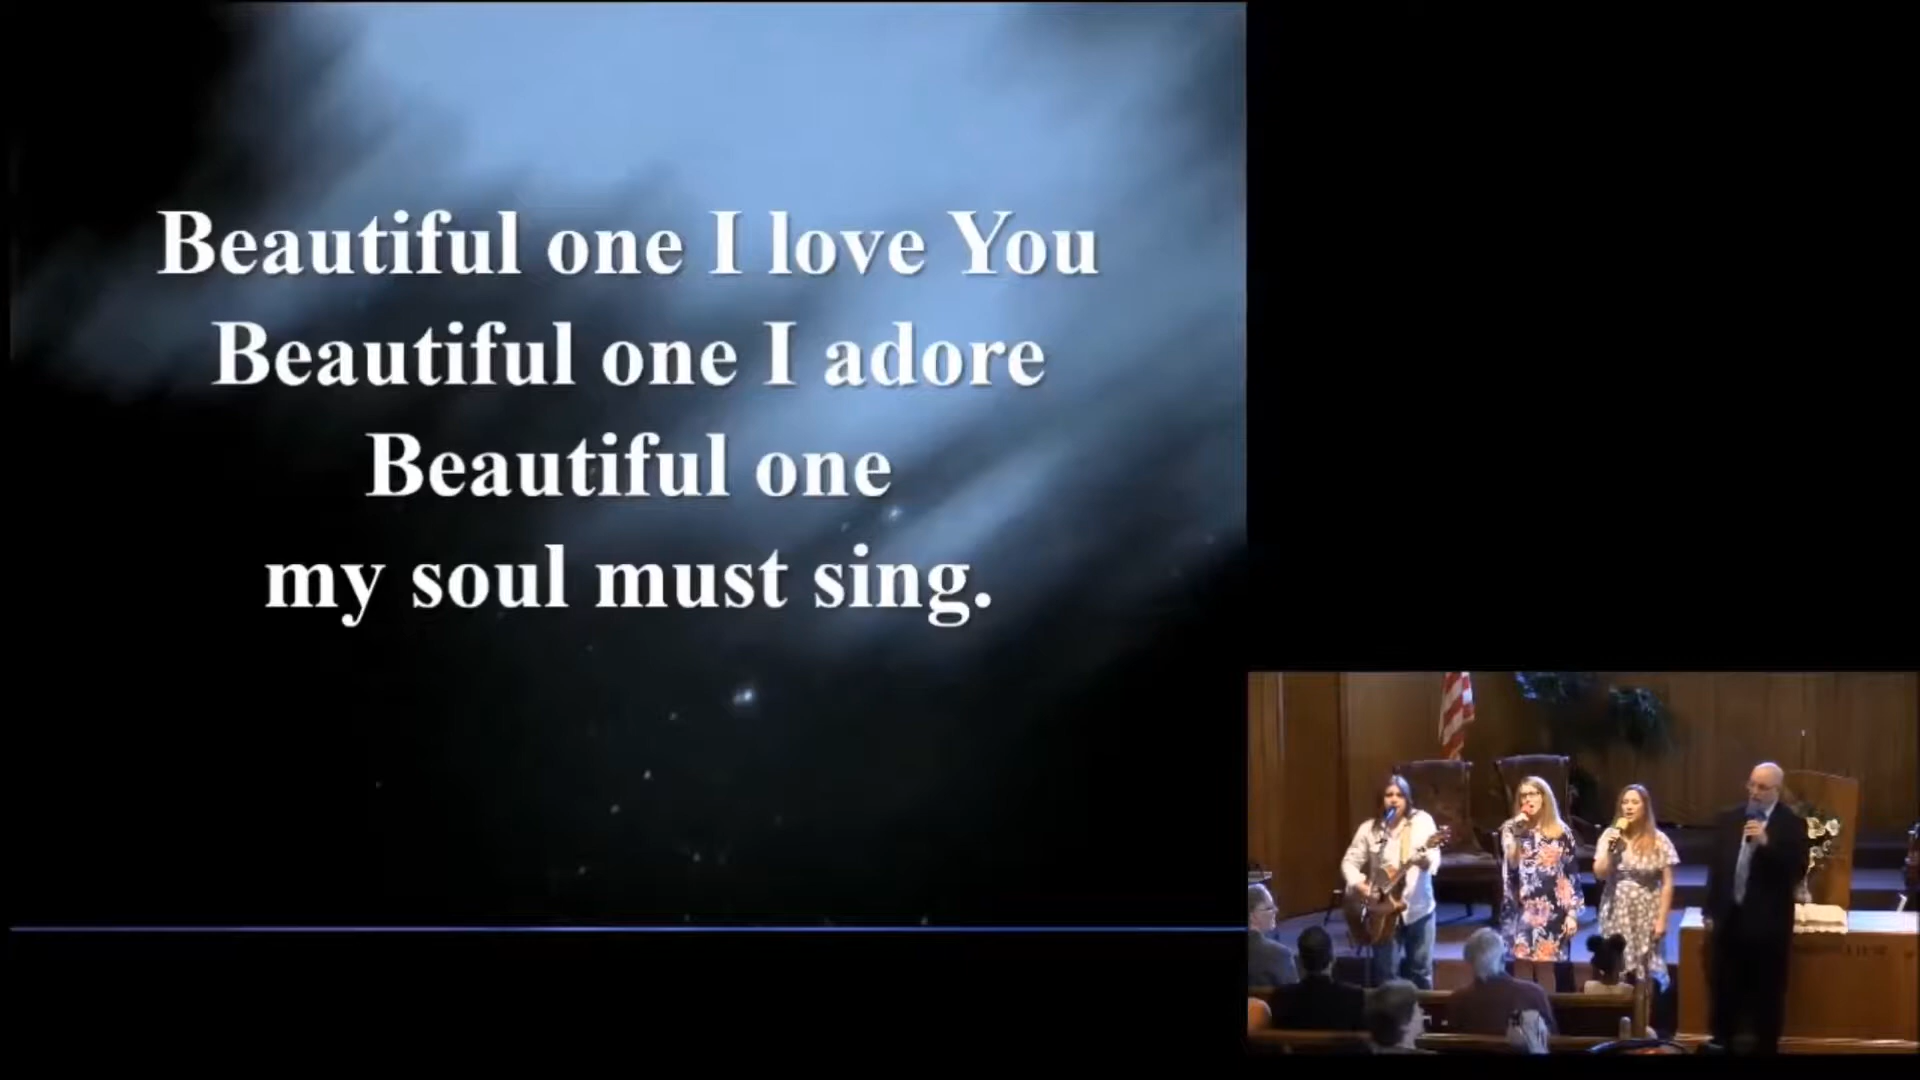 Beautiful one I love You
Beautiful one I adore
Beautiful one
my soul must sing.